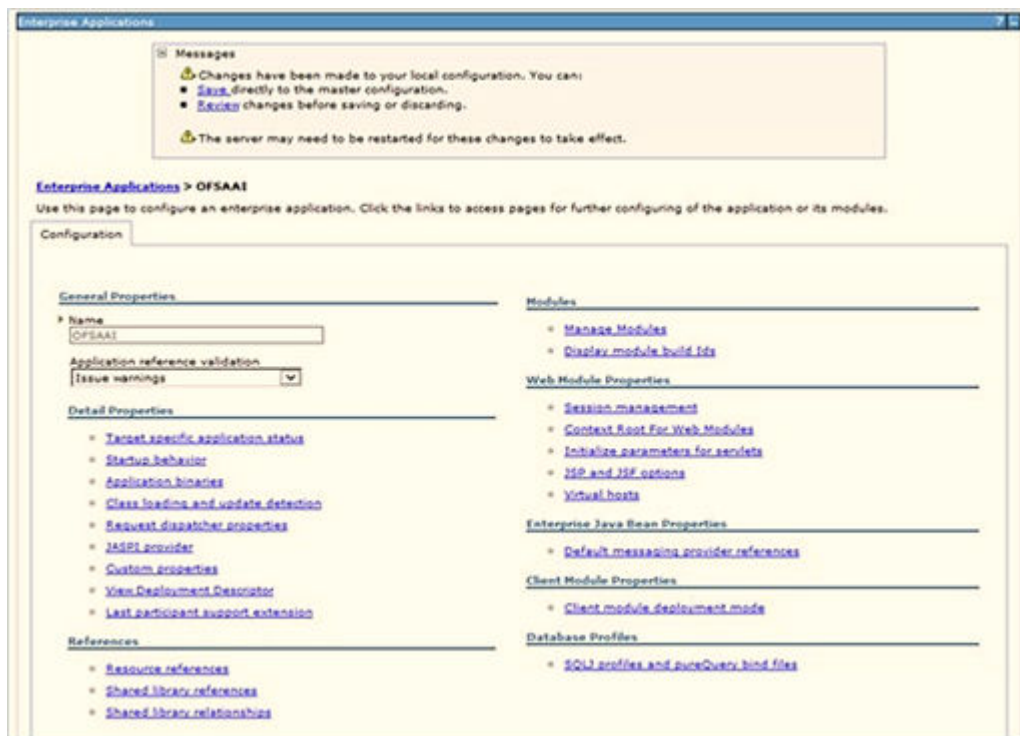 Enterprise Applications
Messages
Changes have been made to your local configuration. You can:
Save directly to the master configuration.
Review changes before saving or discarding.
The server may need to be restarted for these changes to take effect.
Enterprise Applications > OFSAAI
Use this page to configure an enterprise application. Click the links to access pages for further configuring of the application or its modules.
Configuration
General Properties
Name
OFSAAI
Application reference validation
Issue warnings
Detail Properties
Target specific application status
Startup behavior
Application binaries
Class loading and update detection
Request dispatcher properties
JASPI provider
Custom properties
View Deployment Descriptor
Last participant support extension
References
Resource references
Shared library references
Shared library relationships
Modules
Manage Modules
Display module build Ids
Web Module Properties
Session management
Context Root For Web Modules
Initialize parameters for servlets
JSP and JSF options
Virtual hosts
Enterprise Java Bean Properties
Default messaging provider references
Client Module Properties
Client module deployment mode
Database Profiles
SQLJ profiles and pureQuery bind files